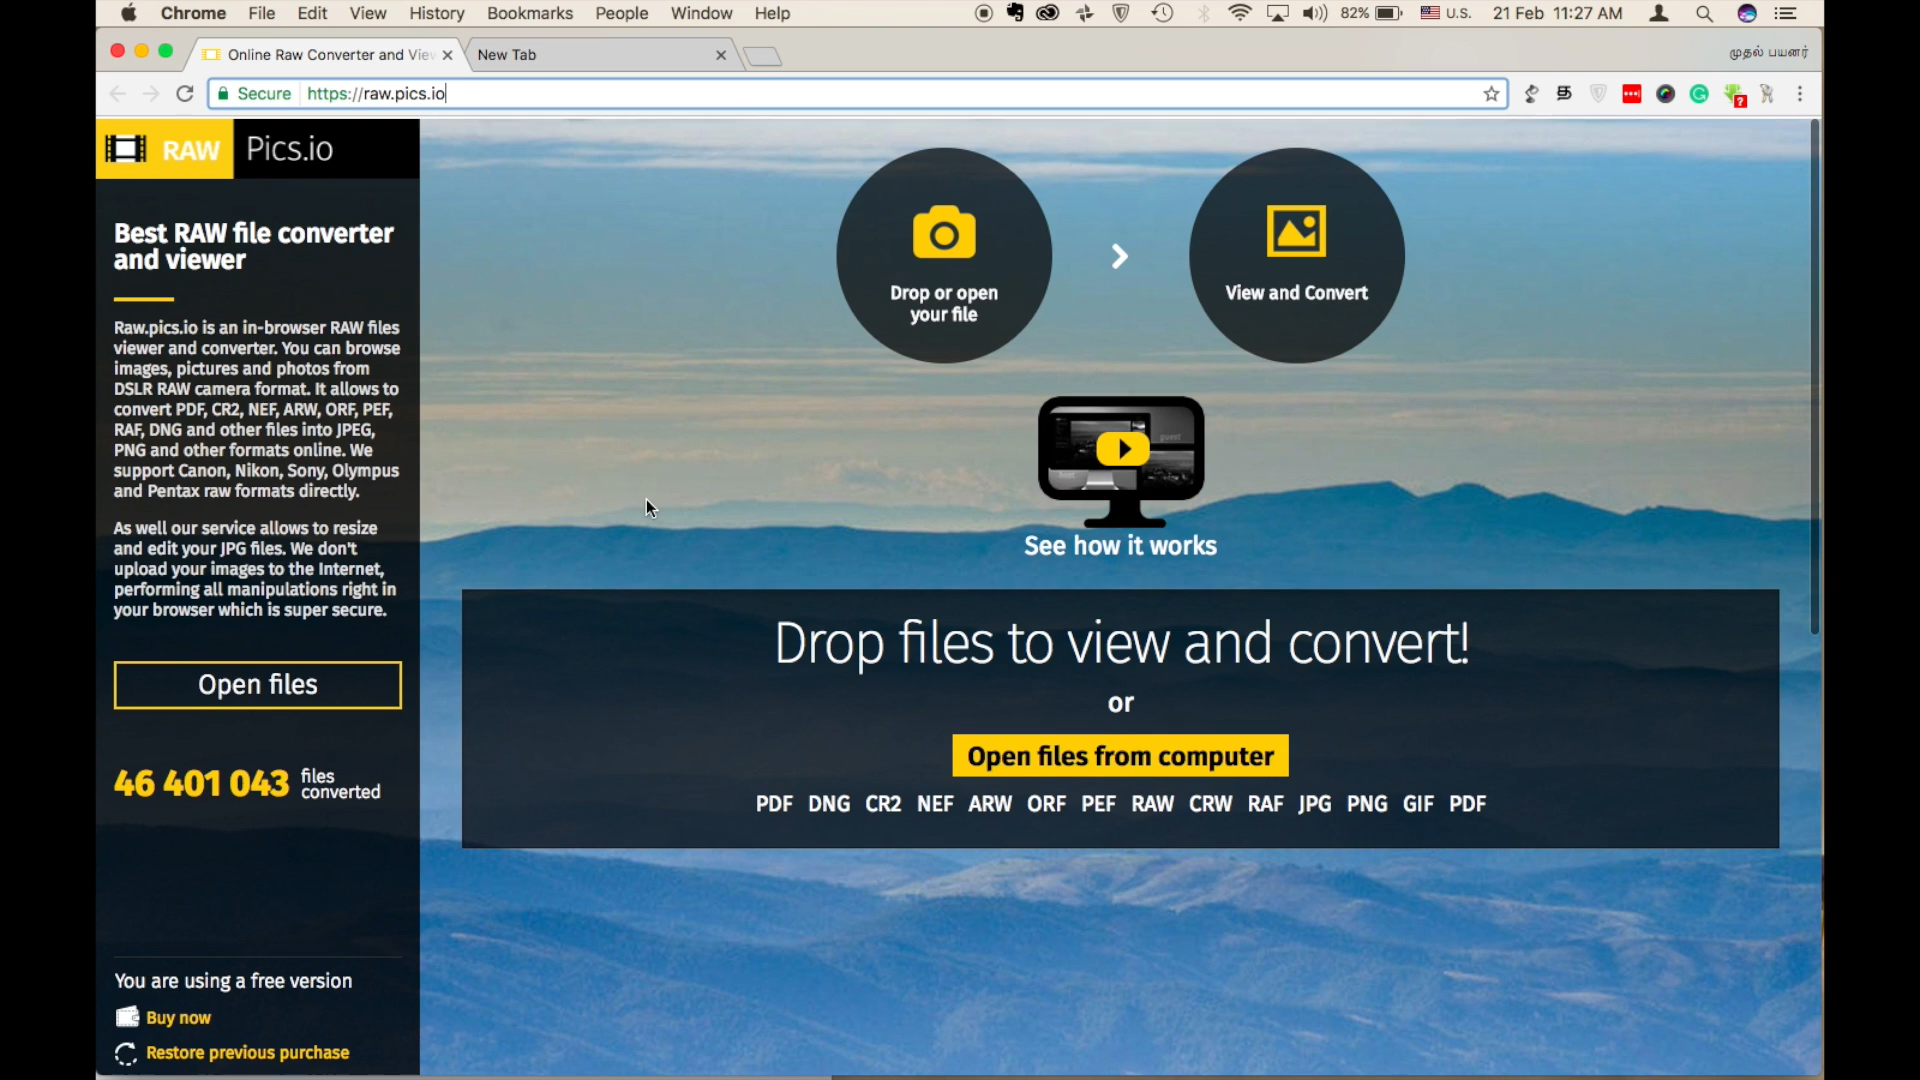 Chrome File Edit View History Bookmarks People Window Help 82% U.S. 21 Feb 11:27 AM
Online Raw Converter and View New Tab முதல் பயனர்
Secure https://raw.pics.io
RAW Pics.io
Best RAW file converter
and viewer
Raw.pics.io is an in-browser RAW files
viewer and converter. You can browse
images, pictures and photos from
DSLR RAW camera format. It allows to
convert PDF, CR2, NEF, ARW, ORF, PEF,
RAF, DNG and other files into JPEG,
PNG and other formats online. We
support Canon, Nikon, Sony, Olympus
and Pentax raw formats directly.
As well our service allows to resize
and edit your JPG files. We don't
upload your images to the Internet,
performing all manipulations right in
your browser which is super secure.
Open files
46 401 043 files
converted
You are using a free version
Buy now
Restore previous purchase
Drop or open
your file
View and Convert
See how it works
Drop files to view and convert!
or
Open files from computer
PDF DNG CR2 NEF ARW ORF PEF RAW CRW RAF JPG PNG GIF PDF